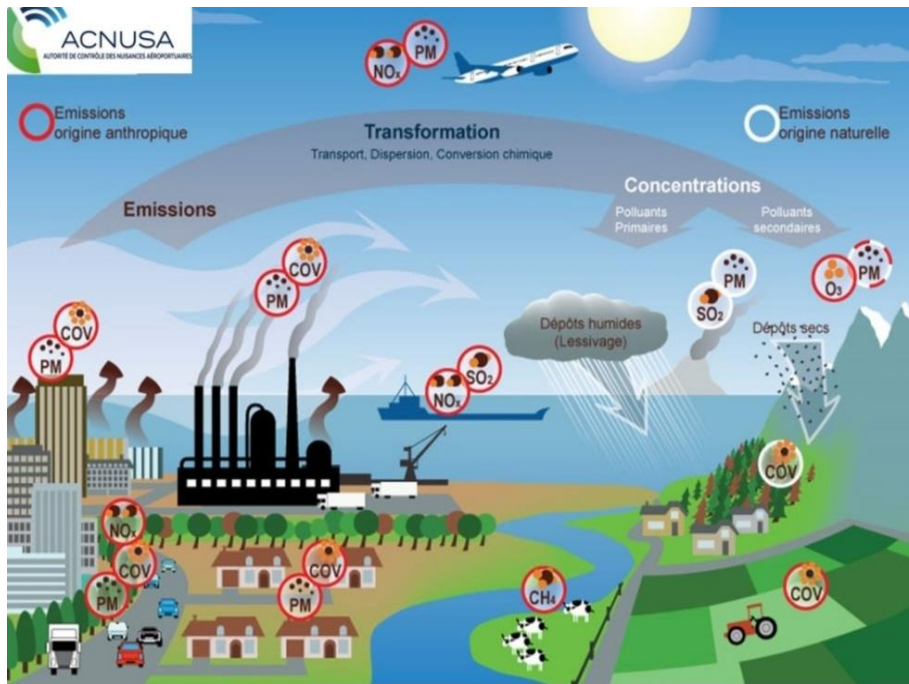 ACNUSA
AUTORITÉ DE CONTRÔLE DES NUISANCES AÉROPORTUAIRES
NOx
PM
Emissions
origine anthropique
Emissions
origine naturelle
Transformation
Transport, Dispersion, Conversion chimique
Concentrations
Emissions
Polluants
Primaires
Polluants
secondaires
COV
PM
PM
SO2
O3
PM
COV
PM
Dépôts humides
(Lessivage)
Dépôts secs
SO2
NOx
COV
NOx
COV
PM
COV
PM
CH4
COV